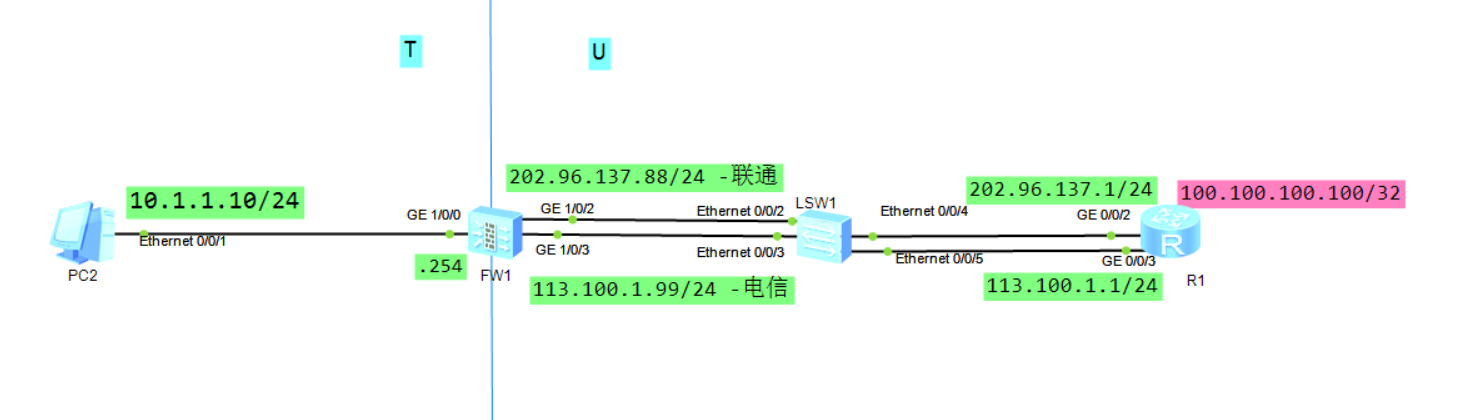 T
U
202.96.137.88/24 -联通
10.1.1.10/24
202.96.137.1/24
100.100.100.100/32
LSW1
GE 1/0/0
GE 1/0/2
Ethernet 0/0/2
Ethernet 0/0/4
GE 0/0/2
Ethernet 0/0/1
GE 1/0/3
Ethernet 0/0/3
Ethernet 0/0/5
GE 0/0/3
R
PC2
.254
FW1
113.100.1.99/24 -电信
113.100.1.1/24
R1